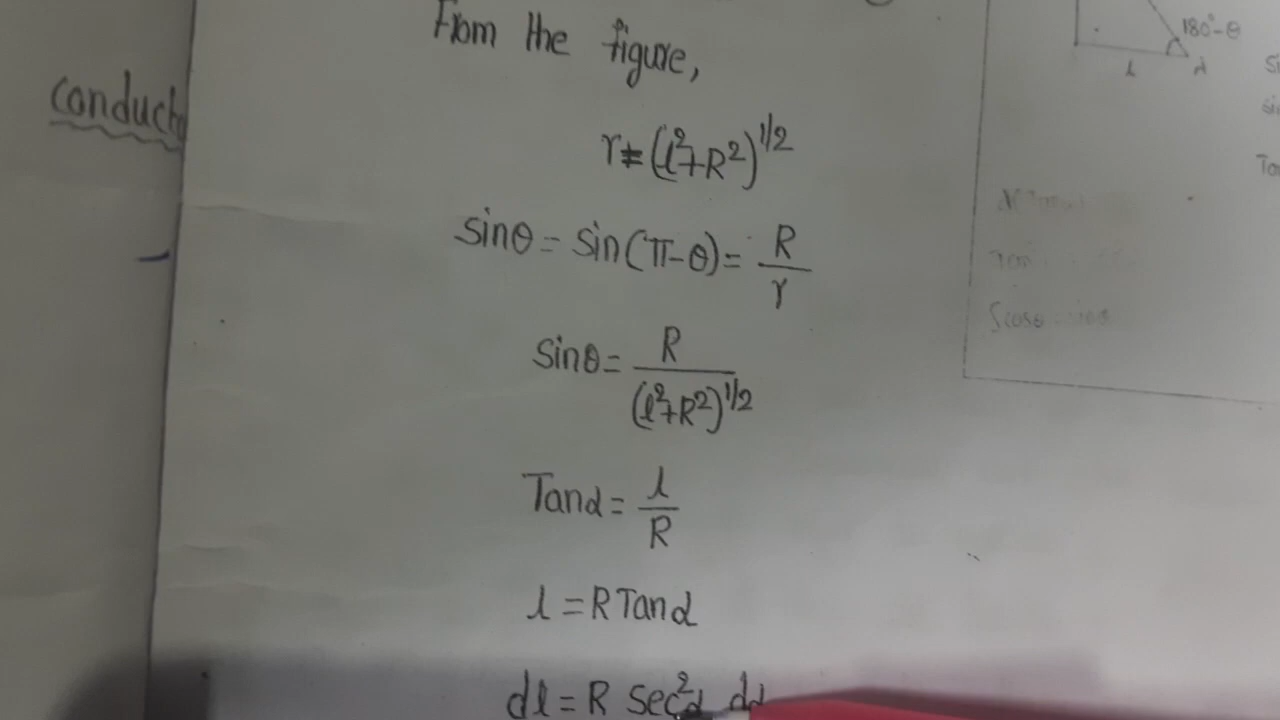 From the figure,
conduct
r = (l²+R²)^1/2
sinθ = sin(π-θ) = R/r
sinθ = R/(l²+R²)^1/2
Tanα = l/R
l = R Tanα
dl = R sec²α dα
180°-θ
l